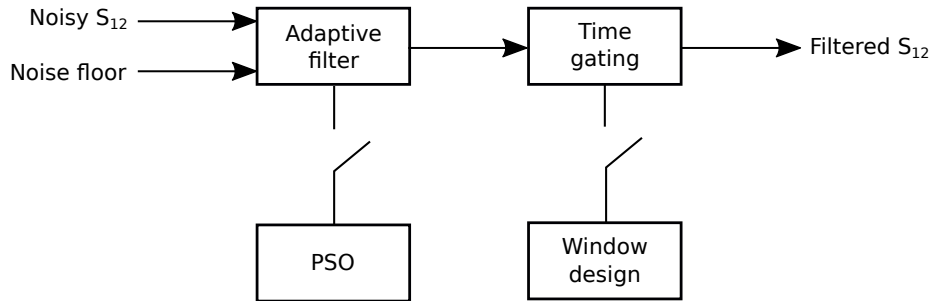 Noisy S₁₂
Noise floor
Adaptive
filter
Time
gating
Filtered S₁₂
PSO
Window
design